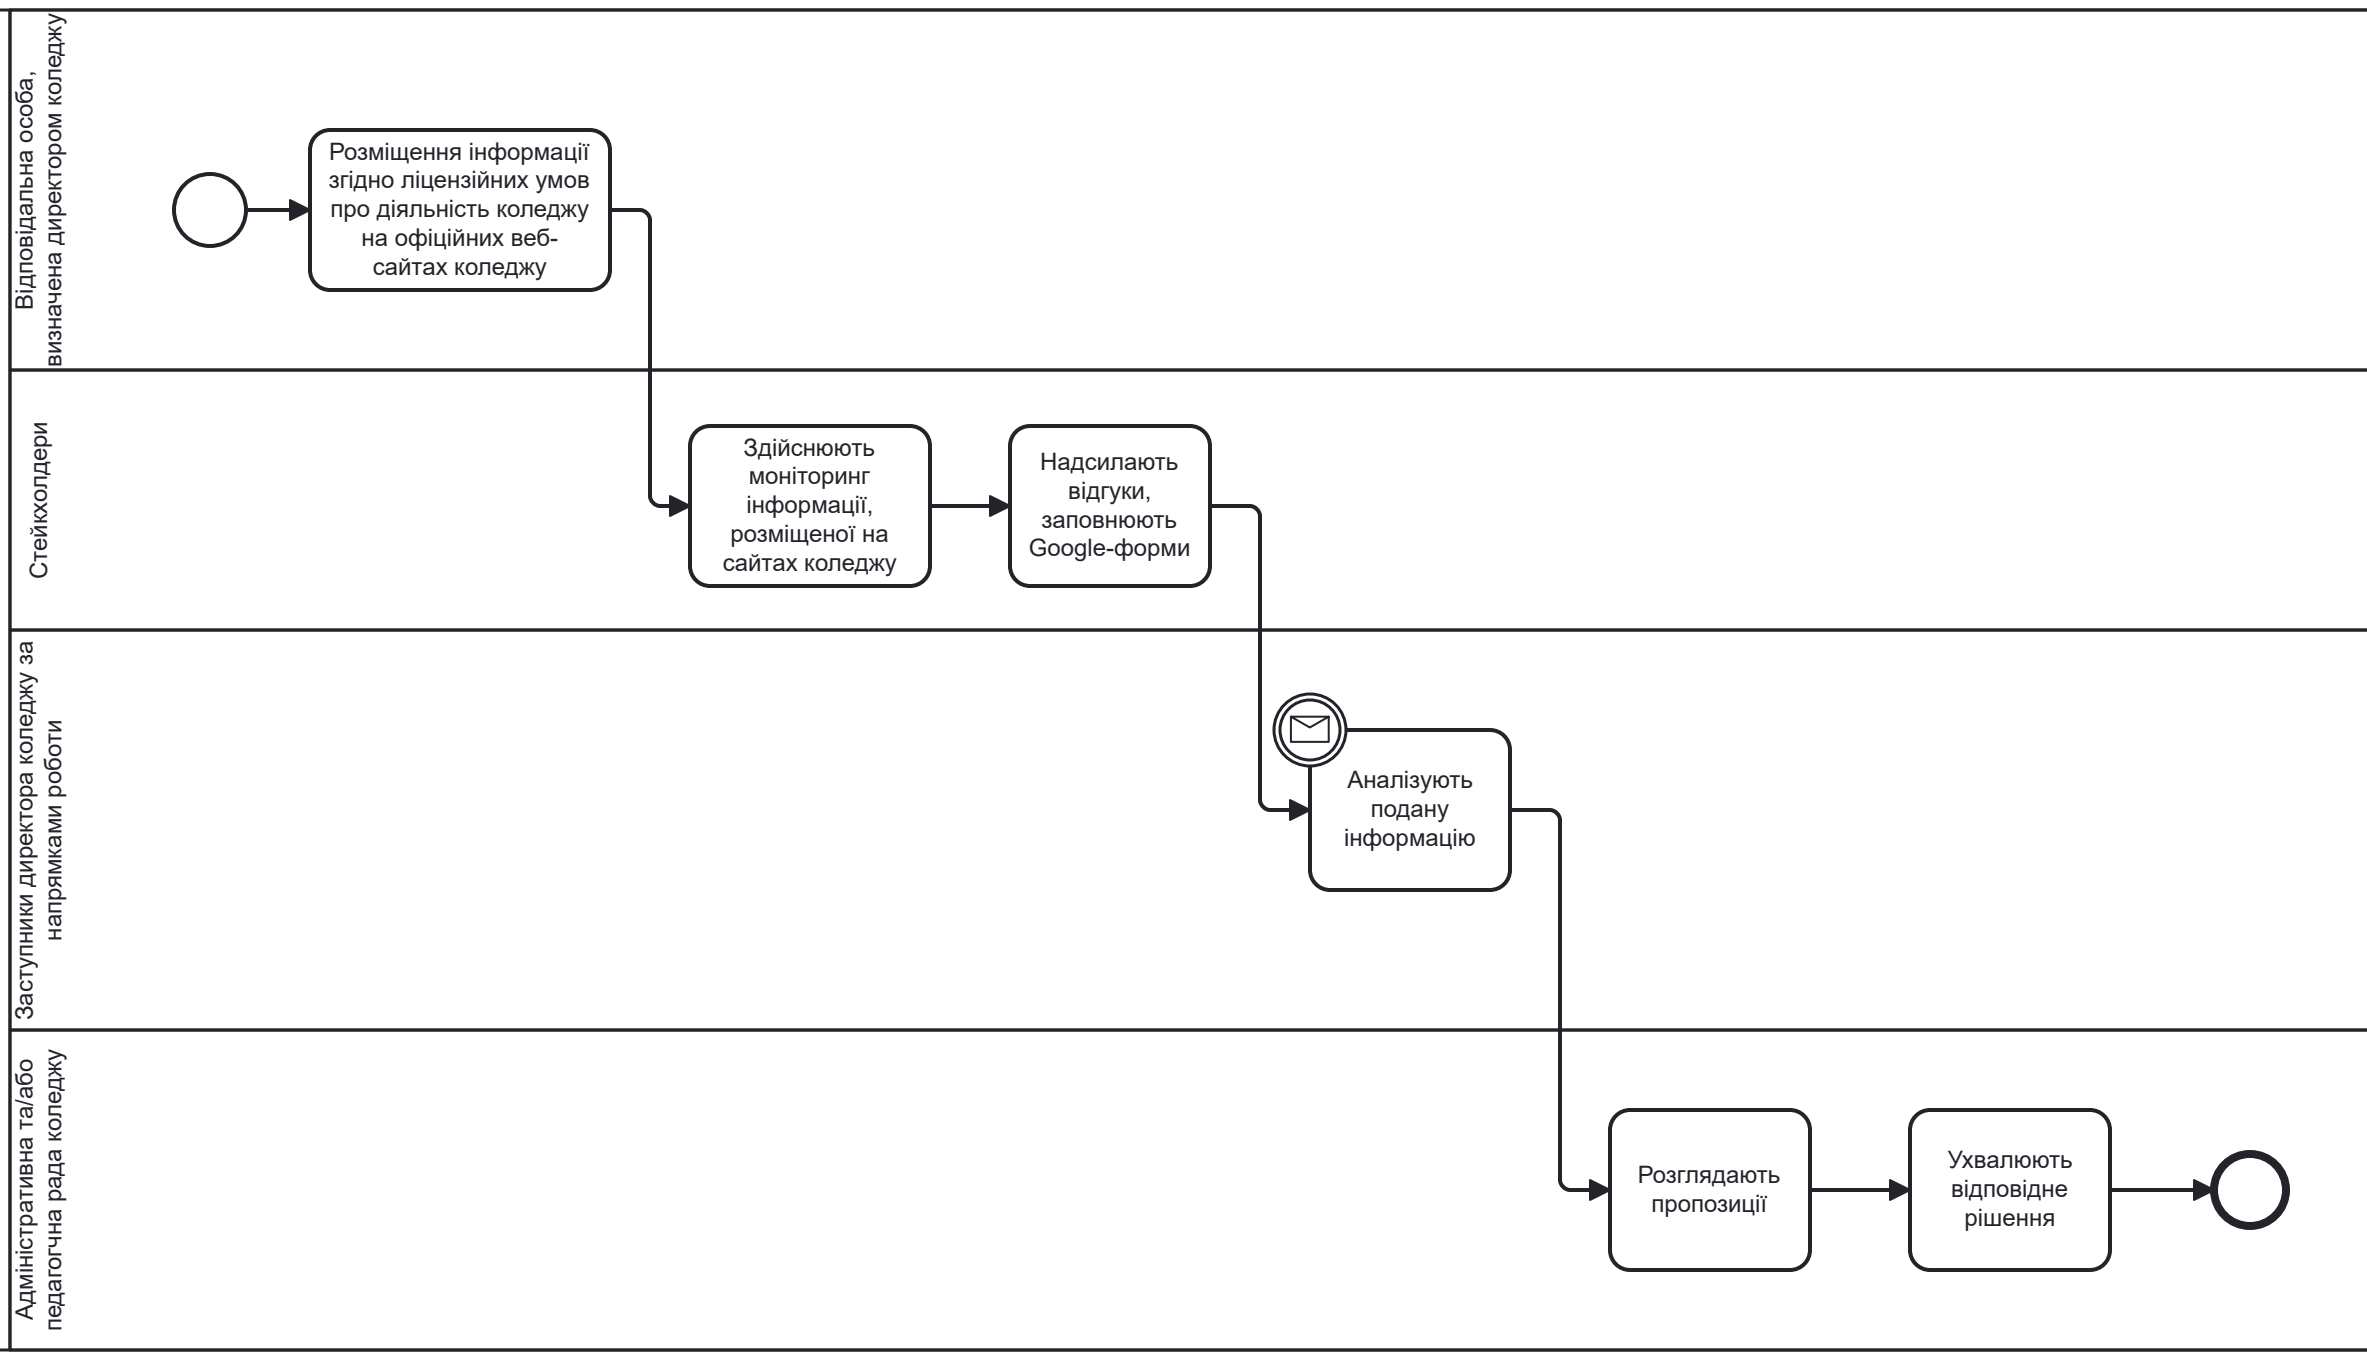 Відповідальна особа,
визначена директором коледжу
Розміщення інформації
згідно ліцензійних умов
про діяльність коледжу
на офіційних веб-
сайтах коледжу
Стейкхолдери
Здійснюють
моніторинг
інформації,
розміщеної на
сайтах коледжу
Надсилають
відгуки,
заповнюють
Google-форми
Заступники директора коледжу за
напрямками роботи
Аналізують
подану
інформацію
Адміністративна та/або
педагогчна рада коледжу
Розглядають
пропозиції
Ухвалюють
відповідне
рішення